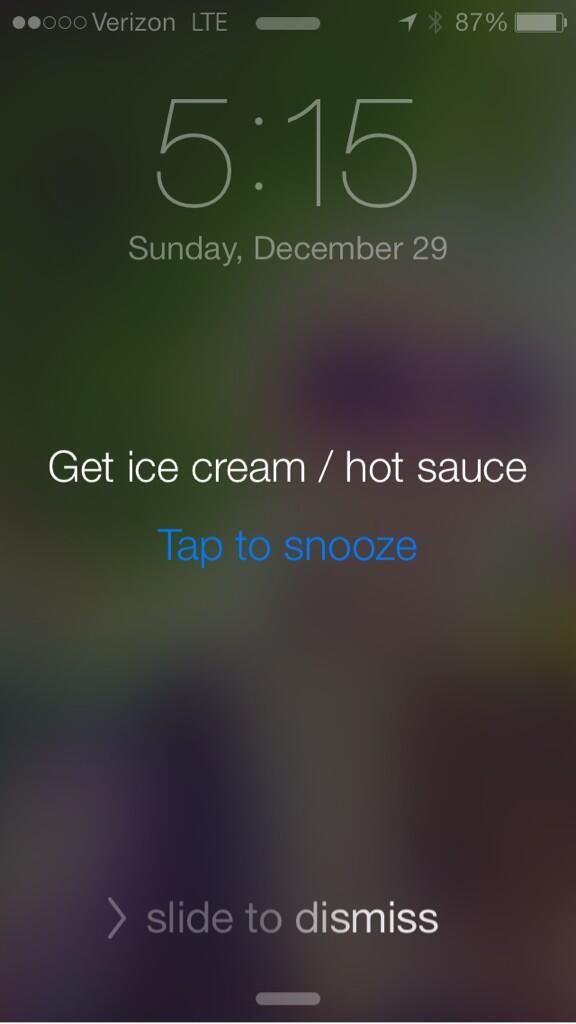 Verizon LTE 87%
5:15
Sunday, December 29
Get ice cream / hot sauce
Tap to snooze
slide to dismiss